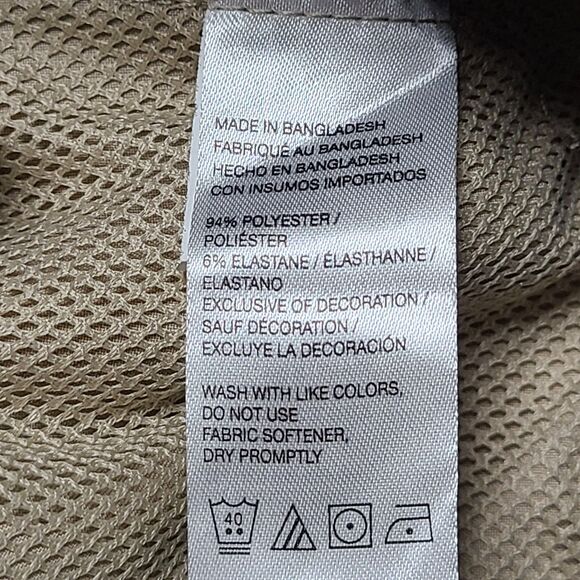 MADE IN BANGLADESH
FABRIQUÉ AU BANGLADESH
HECHO EN BANGLADESH
CON INSUMOS IMPORTADOS
94% POLYESTER /
POLIÉSTER
6% ELASTANE / ÉLASTHANNE /
ELASTANO
EXCLUSIVE OF DECORATION /
SAUF DÉCORATION /
EXCLUYE LA DECORACIÓN
WASH WITH LIKE COLORS,
DO NOT USE
FABRIC SOFTENER,
DRY PROMPTLY
40